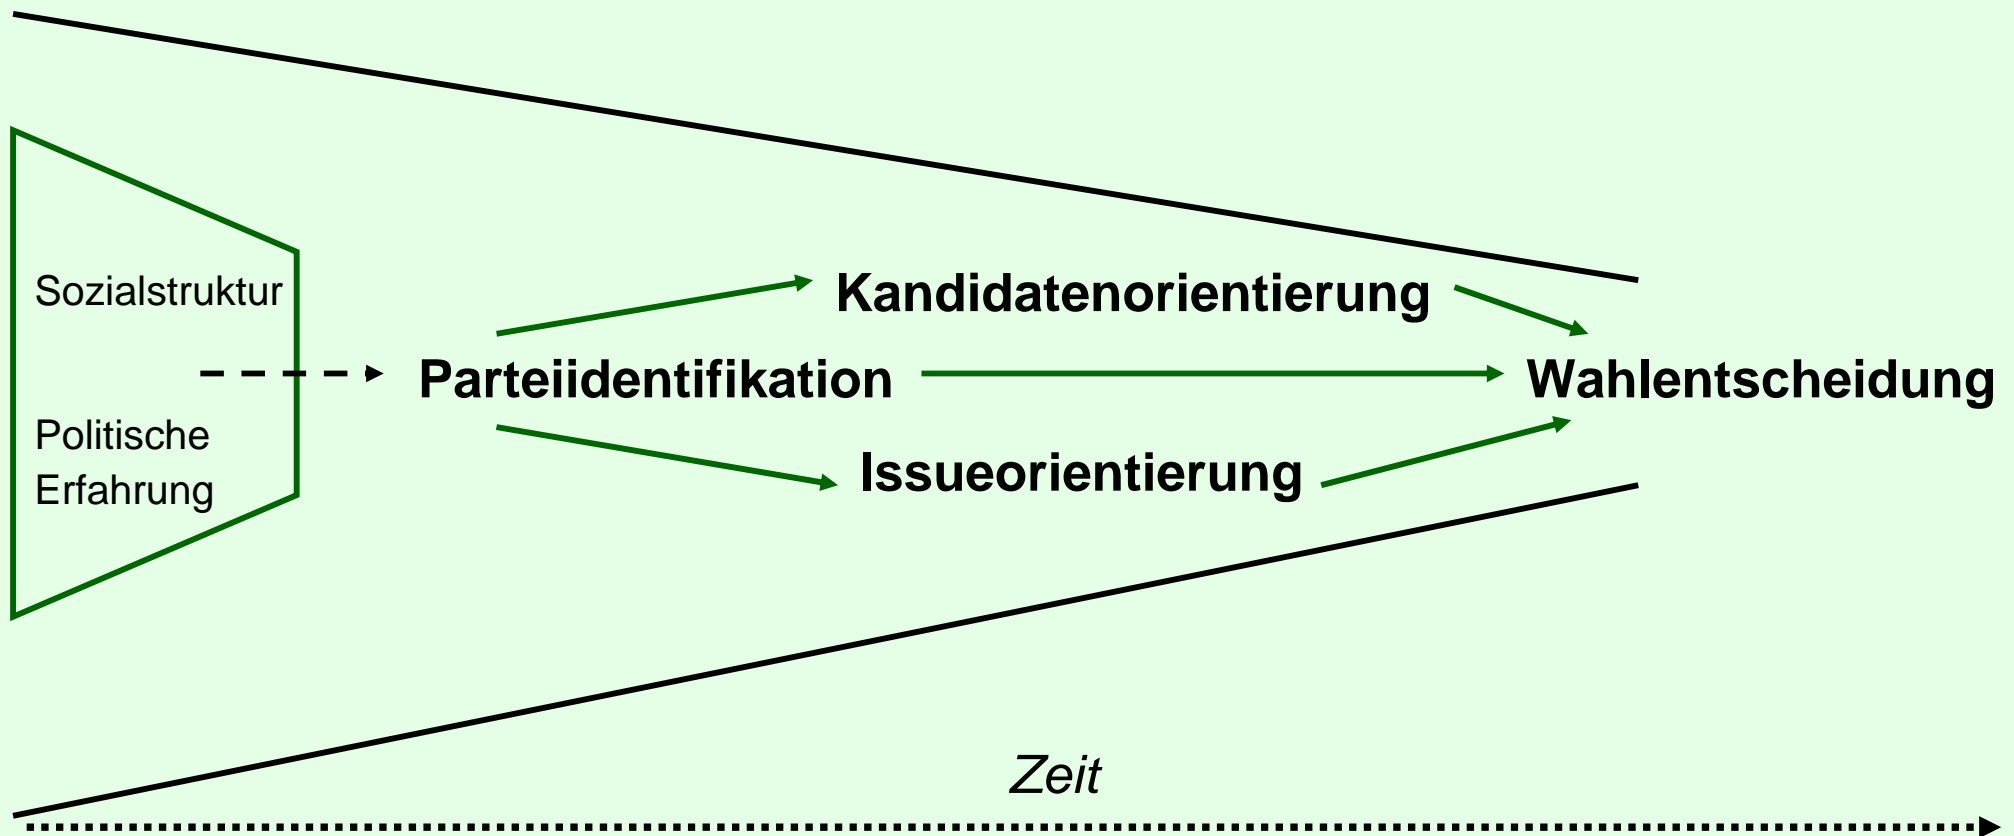 Sozialstruktur
Kandidatenorientierung
Parteiidentifikation
Wahlentscheidung
Politische
Erfahrung
Issueorientierung
Zeit